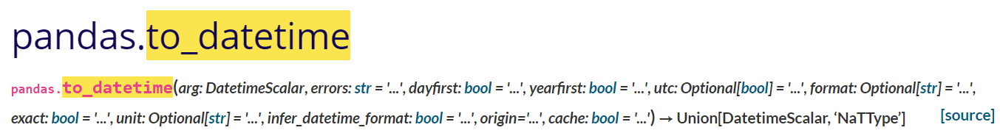 pandas.to_datetime
pandas.to_datetime(arg: DatetimeScalar, errors: str = '...', dayfirst: bool = '...', yearfirst: bool = '...', utc: Optional[bool] = '...', format: Optional[str] = '...',
exact: bool = '...', unit: Optional[str] = '...', infer_datetime_format: bool = '...', origin='...', cache: bool = '...') → Union[DatetimeScalar, ‘NaTType’] [source]